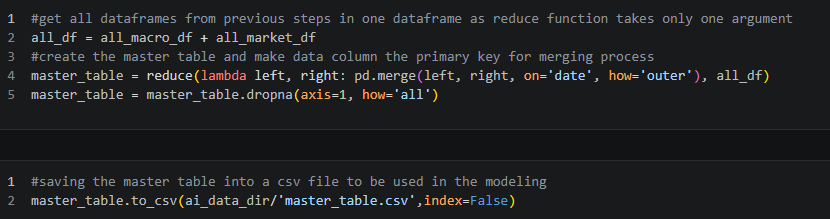 1 #get all dataframes from previous steps in one dataframe as reduce function takes only one argument
2 all_df = all_macro_df + all_market_df
3 #create the master table and make data column the primary key for merging process
4 master_table = reduce(lambda left, right: pd.merge(left, right, on='date', how='outer'), all_df)
5 master_table = master_table.dropna(axis=1, how='all')
1 #saving the master table into a csv file to be used in the modeling
2 master_table.to_csv(ai_data_dir/'master_table.csv',index=False)